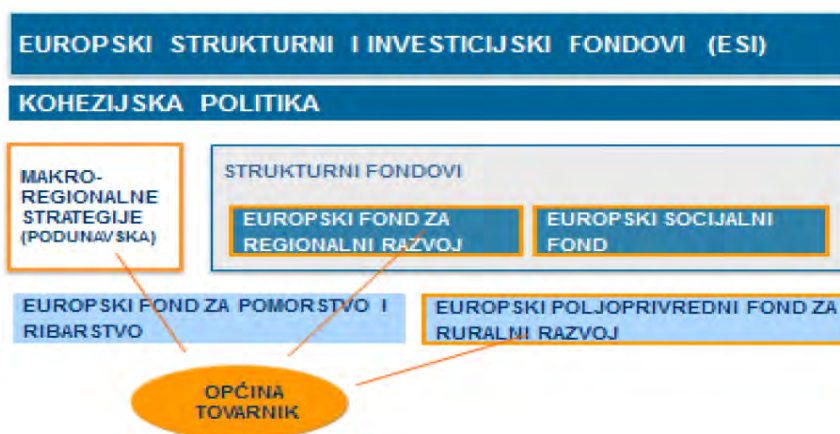 EUROPSKI STRUKTURNI I INVESTICIJSKI FONDOVI (ESI)
KOHEZIJSKA POLITIKA
MAKRO-
REGIONALNE
STRATEGIJE
(PODUNAVSKA)
STRUKTURNI FONDOVI
EUROPSKI FOND ZA
REGIONALNI RAZVOJ
EUROPSKI SOCIJALNI
FOND
EUROPSKI FOND ZA POMORSTVO I
RIBARSTVO
EUROPSKI POLJOPRIVREDNI FOND ZA
RURALNI RAZVOJ
OPĆINA
TOVARNIK